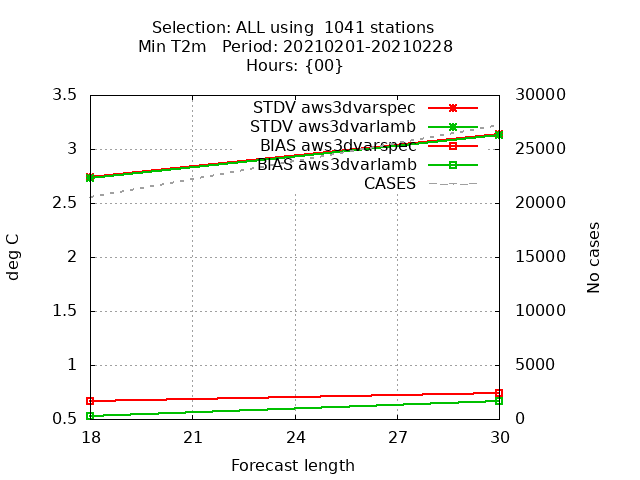 Selection: ALL using  1041 stations
Min T2m   Period: 20210201-20210228
Hours: {00}
3.5
3
2.5
2
1.5
1
0.5
deg C
STDV aws3dvarspec
STDV aws3dvarlamb
BIAS aws3dvarspec
BIAS aws3dvarlamb
CASES
30000
25000
20000
15000
10000
5000
0
No cases
18 21 24 27 30
Forecast length